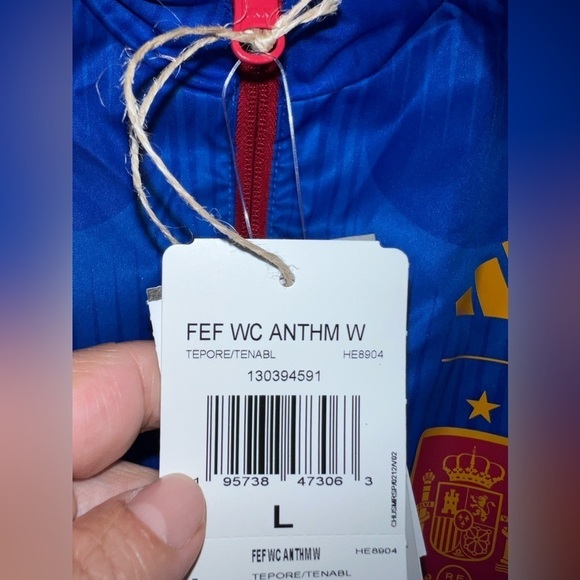 FEF WC ANTHM W
TEPORE/TENABL HE8904
130394591
1 95738 47306 3
L
FEF WC ANTHM W HE8904
TEPORE/TENABL